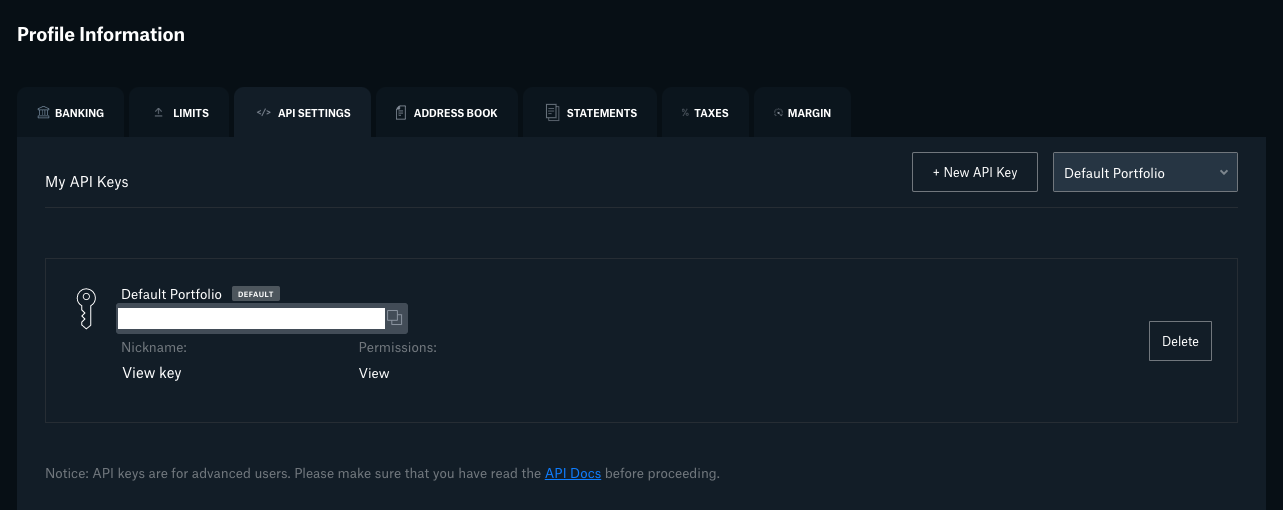 Profile Information
BANKING LIMITS </> API SETTINGS ADDRESS BOOK STATEMENTS % TAXES MARGIN
My API Keys + New API Key Default Portfolio
Default Portfolio DEFAULT
Nickname: Permissions:
View key View
Delete
Notice: API keys are for advanced users. Please make sure that you have read the API Docs before proceeding.